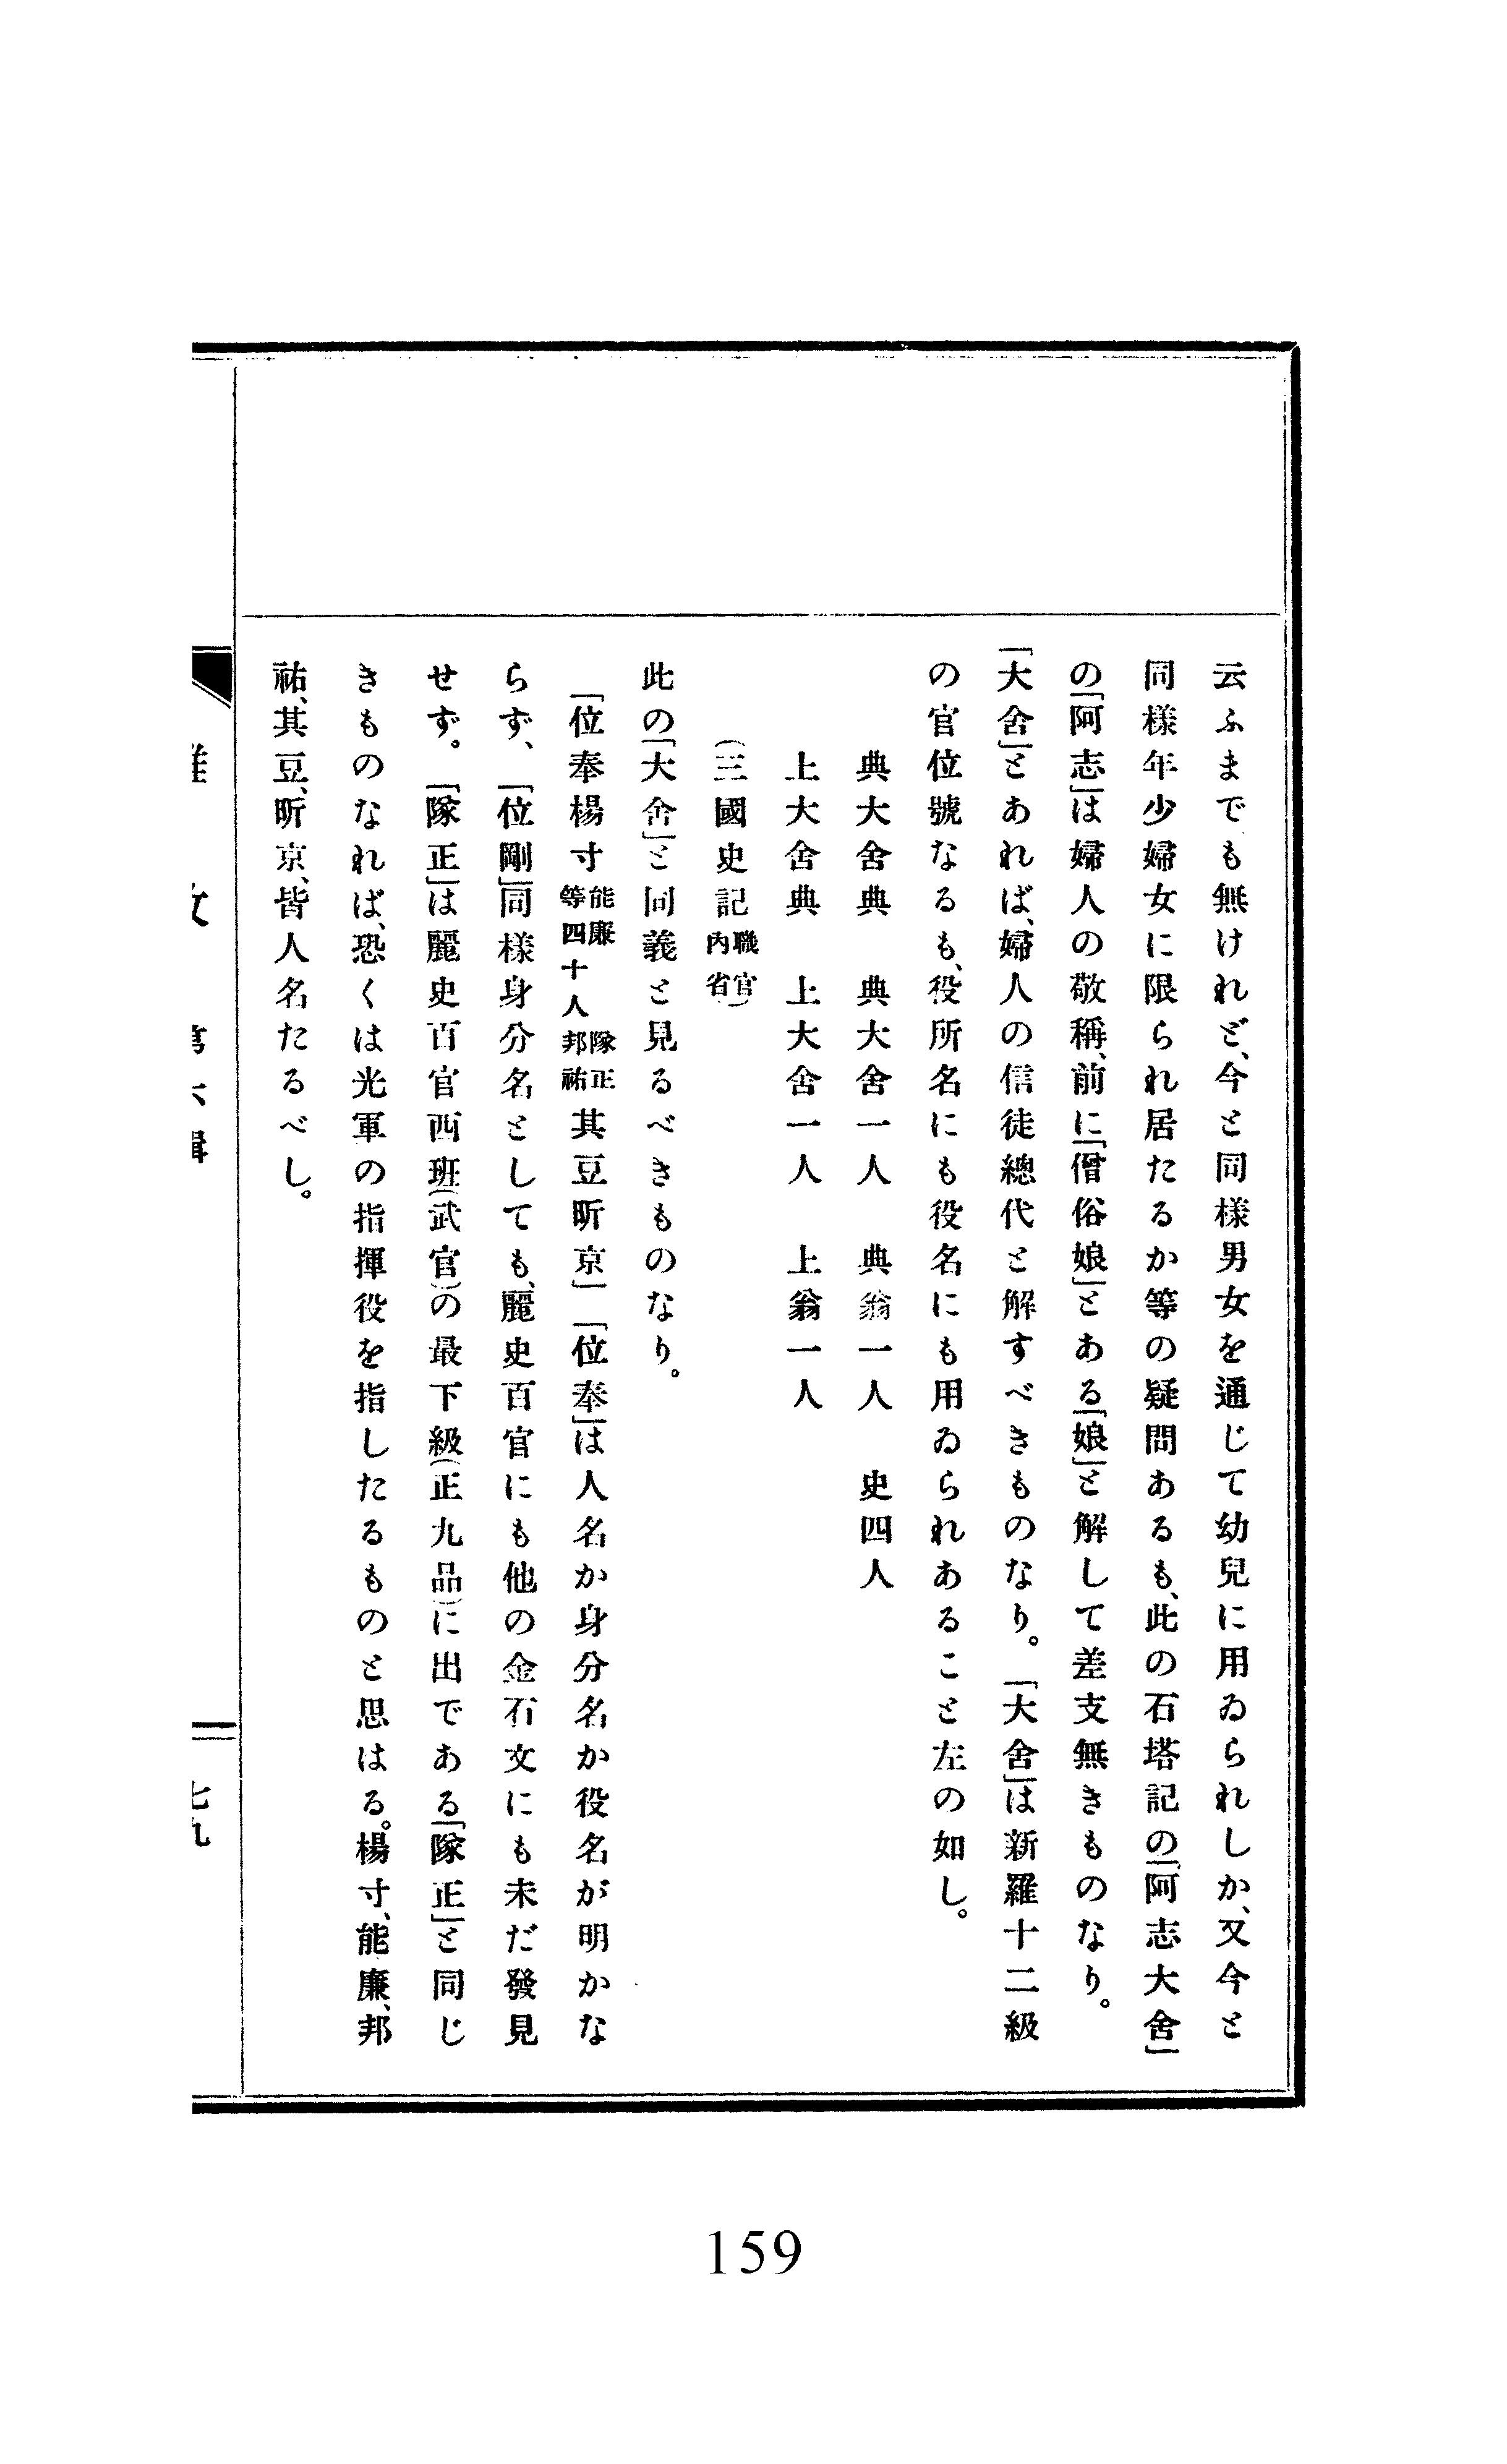 云ふまでも無けれど、今と同樣男女を通じて幼兒に用ゐられしか、又今と
同樣年少婦女に限られ居たるか等の疑問あるも、此の石塔記の「阿志大舍」
の「阿志」は婦人の敬稱、前に「僧俗娘」とある「娘」と解して差支無きものなり。
「大舍」とあれば、婦人の信徒總代と解すべきものなり。「大舍」は新羅十二級
の官位號なるも、役所名にも役名にも用ゐられあること左の如し。
典大舍典　典大舍一人　典翁一人　史四人
上大舍典　上大舍一人　上翁一人
(三國史記職官)內省
此の「大舍」と同義と見るべきものなり。
「位奉楊寸能廉等四十人隊正邦祐其豆昕京」「位奉」は人名か身分名か役名が明かな
らず、「位剛」同樣身分名としても、麗史百官にも他の金石文にも未だ發見
せず。「隊正」は麗史百官西班(武官)の最下級(正九品)に出である「隊正」と同じ
きものなれば、恐くは光軍の指揮役を指したるものと思はる。楊寸、能廉、邦
祐、其豆、昕京、皆人名たるべし。
七九
159